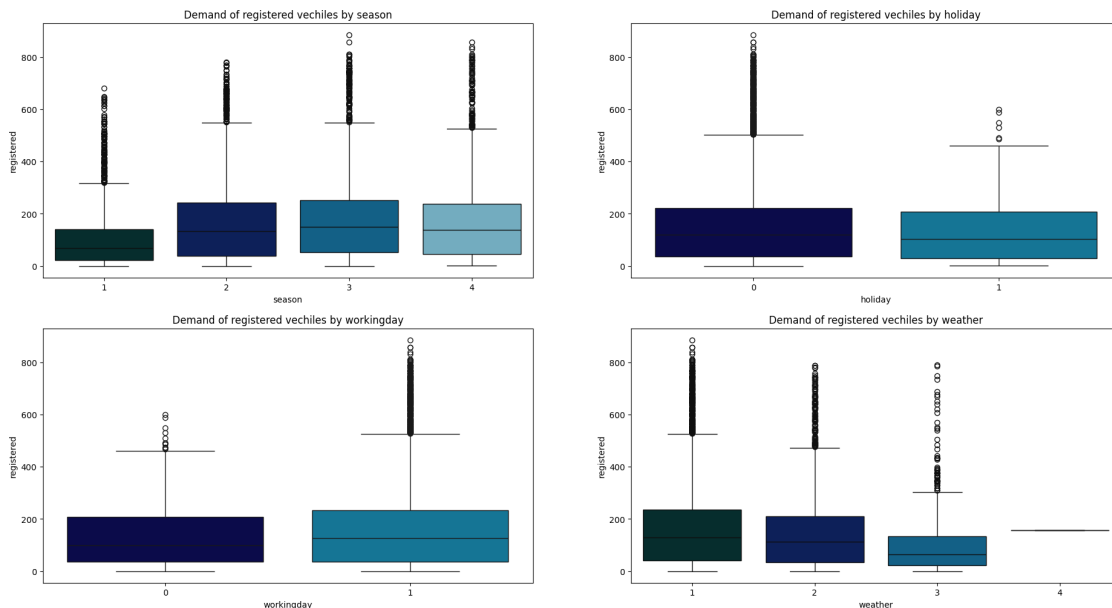 Demand of registered vechiles by season
registered
800
600
400
200
0
1 2 3 4
season
Demand of registered vechiles by holiday
registered
800
600
400
200
0
0 1
holiday
Demand of registered vechiles by workingday
registered
800
600
400
200
0
0 1
workingday
Demand of registered vechiles by weather
registered
800
600
400
200
0
1 2 3 4
weather